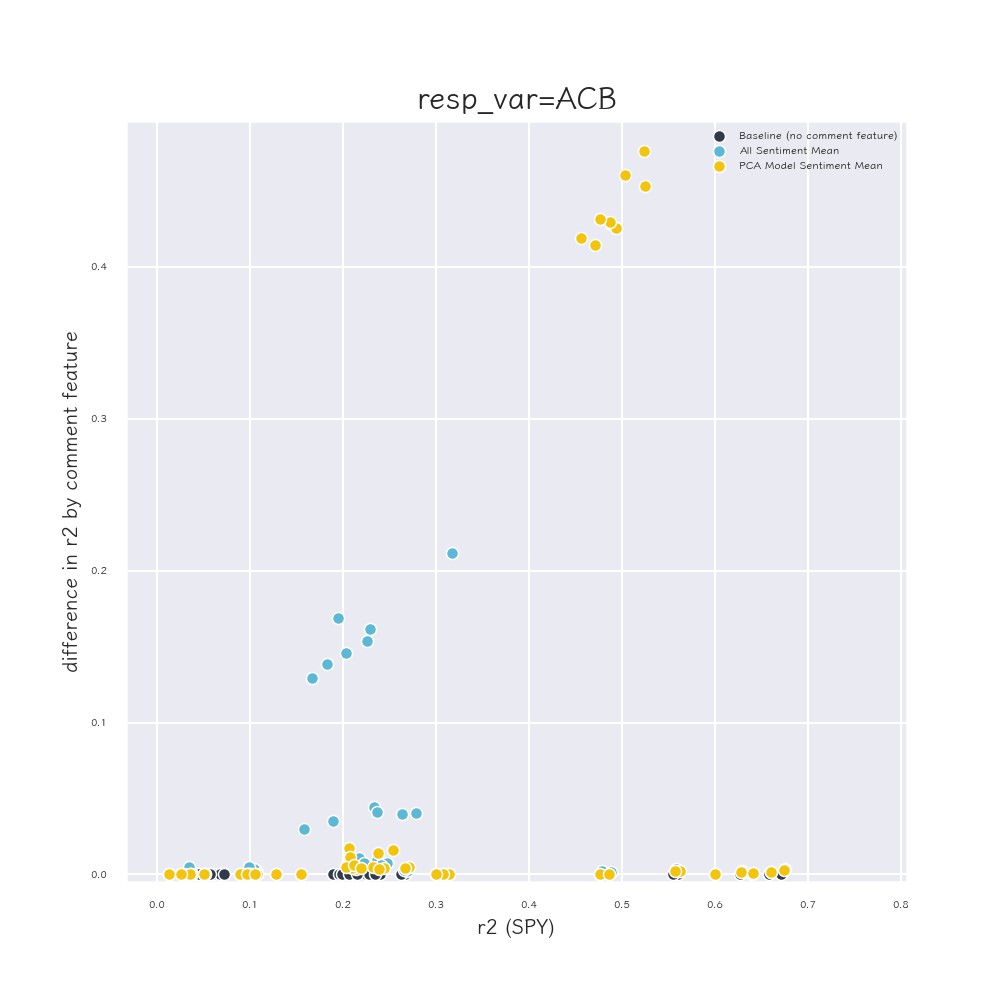 resp_var=ACB
Baseline (no comment feature)
All Sentiment Mean
PCA Model Sentiment Mean
difference in r2 by comment feature
0.4
0.3
0.2
0.1
0.0
0.0 0.1 0.2 0.3 0.4 0.5 0.6 0.7 0.8
r2 (SPY)